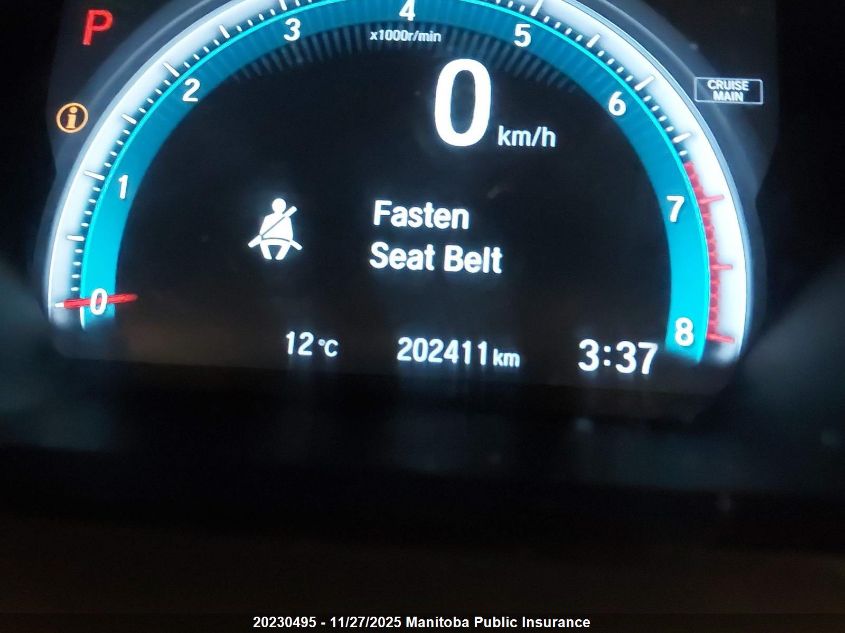 P
4
3
5
x1000r/min
2
0 km/h
6
CRUISE
MAIN
i
1
7
Fasten
Seat Belt
0
8
12°C
202411 km
3:37
20230495 - 11/27/2025 Manitoba Public Insurance